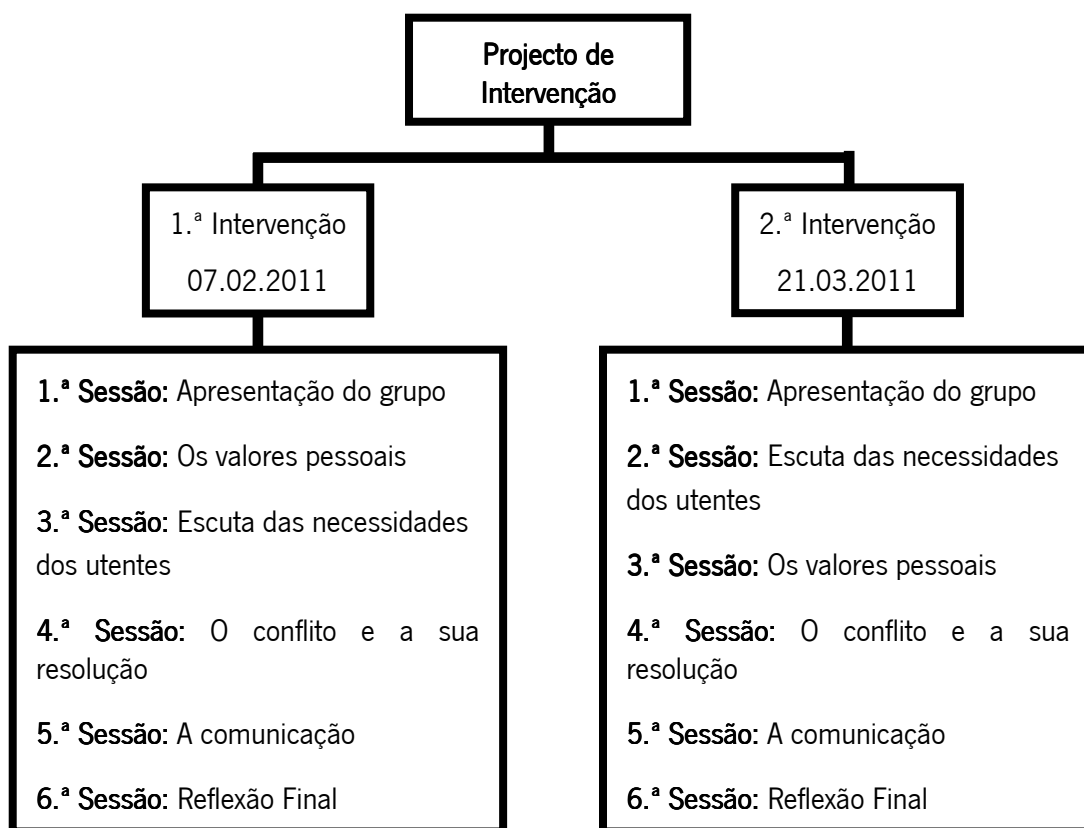 Projecto de
Intervenção
1.ª Intervenção
07.02.2011
2.ª Intervenção
21.03.2011
1.ª Sessão: Apresentação do grupo
2.ª Sessão: Os valores pessoais
3.ª Sessão: Escuta das necessidades
dos utentes
4.ª Sessão: O conflito e a sua
resolução
5.ª Sessão: A comunicação
6.ª Sessão: Reflexão Final
1.ª Sessão: Apresentação do grupo
2.ª Sessão: Escuta das necessidades
dos utentes
3.ª Sessão: Os valores pessoais
4.ª Sessão: O conflito e a sua
resolução
5.ª Sessão: A comunicação
6.ª Sessão: Reflexão Final